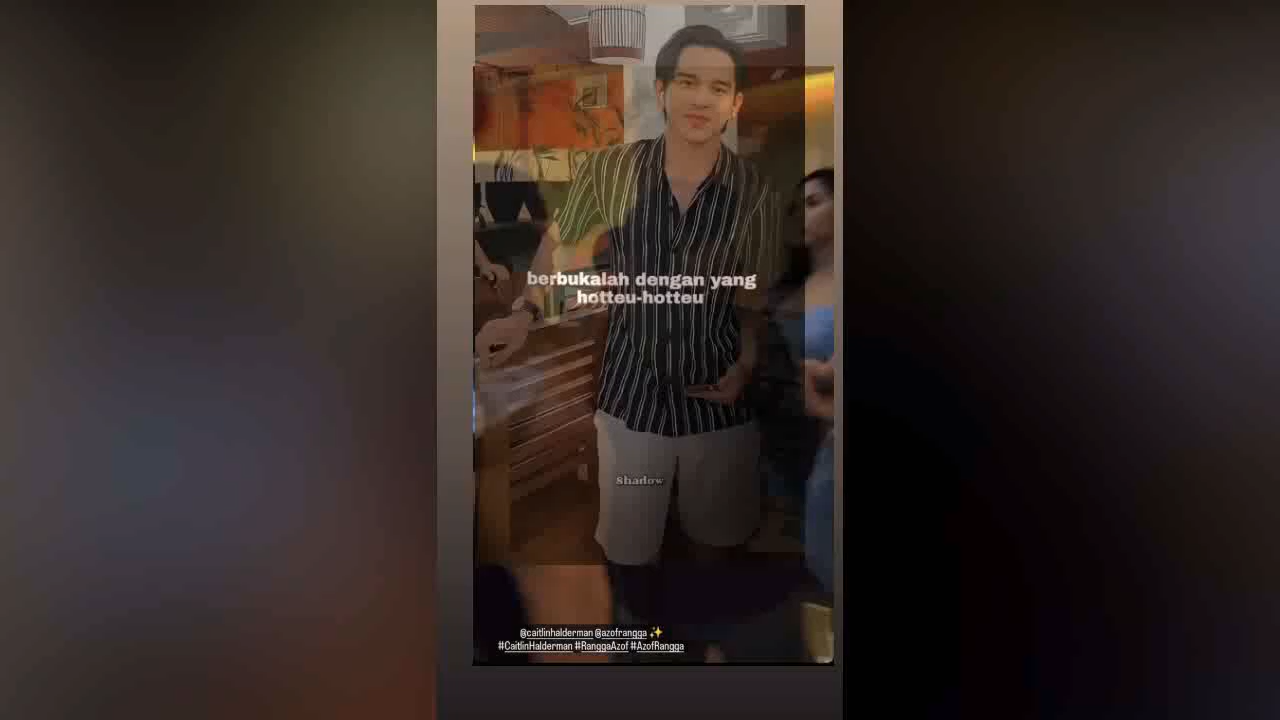 berbukalah dengan yang
hotteu-hotteu
Shadow
@caitlinhalderman @azofrangga ✨
#CaitlinHalderman #RanggaAzof #AzofRangga